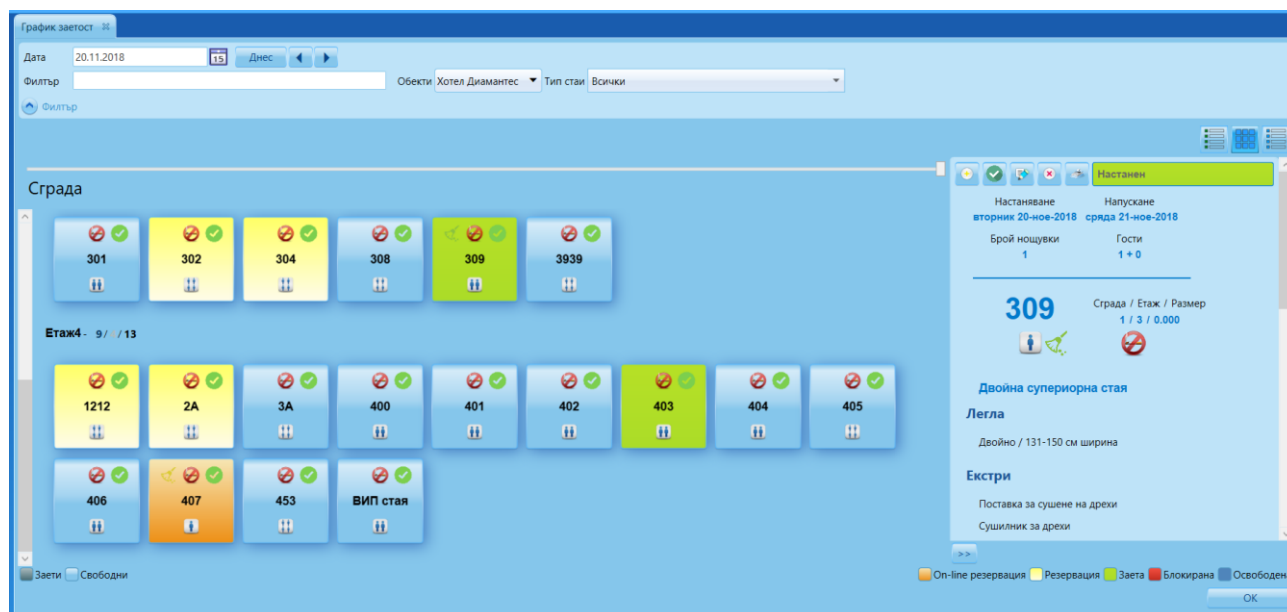 График заетост
Дата 20.11.2018 15 Днес
Филтър Обекти Хотел Диамантес Тип стаи Всички
Филтър
Сграда
301 302 304 308 309 3939
Етаж4 - 9/ /13
1212 2A 3A 400 401 402 403 404 405
406 407 453 ВИП стая
Заети Свободни
Настанен
Настаняване Напускане
вторник 20-ное-2018 сряда 21-ное-2018
Брой нощувки Гости
1 1 + 0
309 Сграда / Етаж / Размер
1 / 3 / 0.000
Двойна супериорна стая
Легла
Двойно / 131-150 см ширина
Екстри
Поставка за сушене на дрехи
Сушилник за дрехи
>>
On-line резервация Резервация Заета Блокирана Освободен
OK